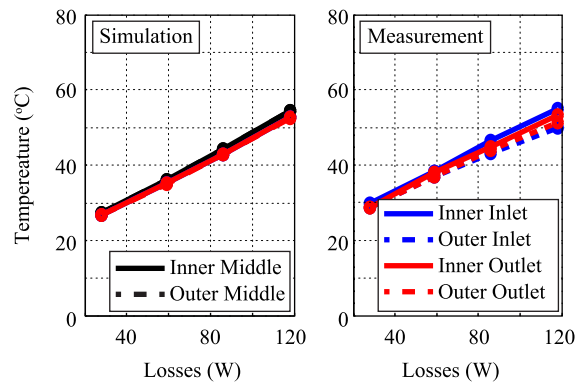 Simulation
Measurement
Tempereature (°C)
80
60
40
20
0
80
60
40
20
0
Inner Middle
Outer Middle
Inner Inlet
Outer Inlet
Inner Outlet
Outer Outlet
40 80 120
40 80 120
Losses (W)
Losses (W)